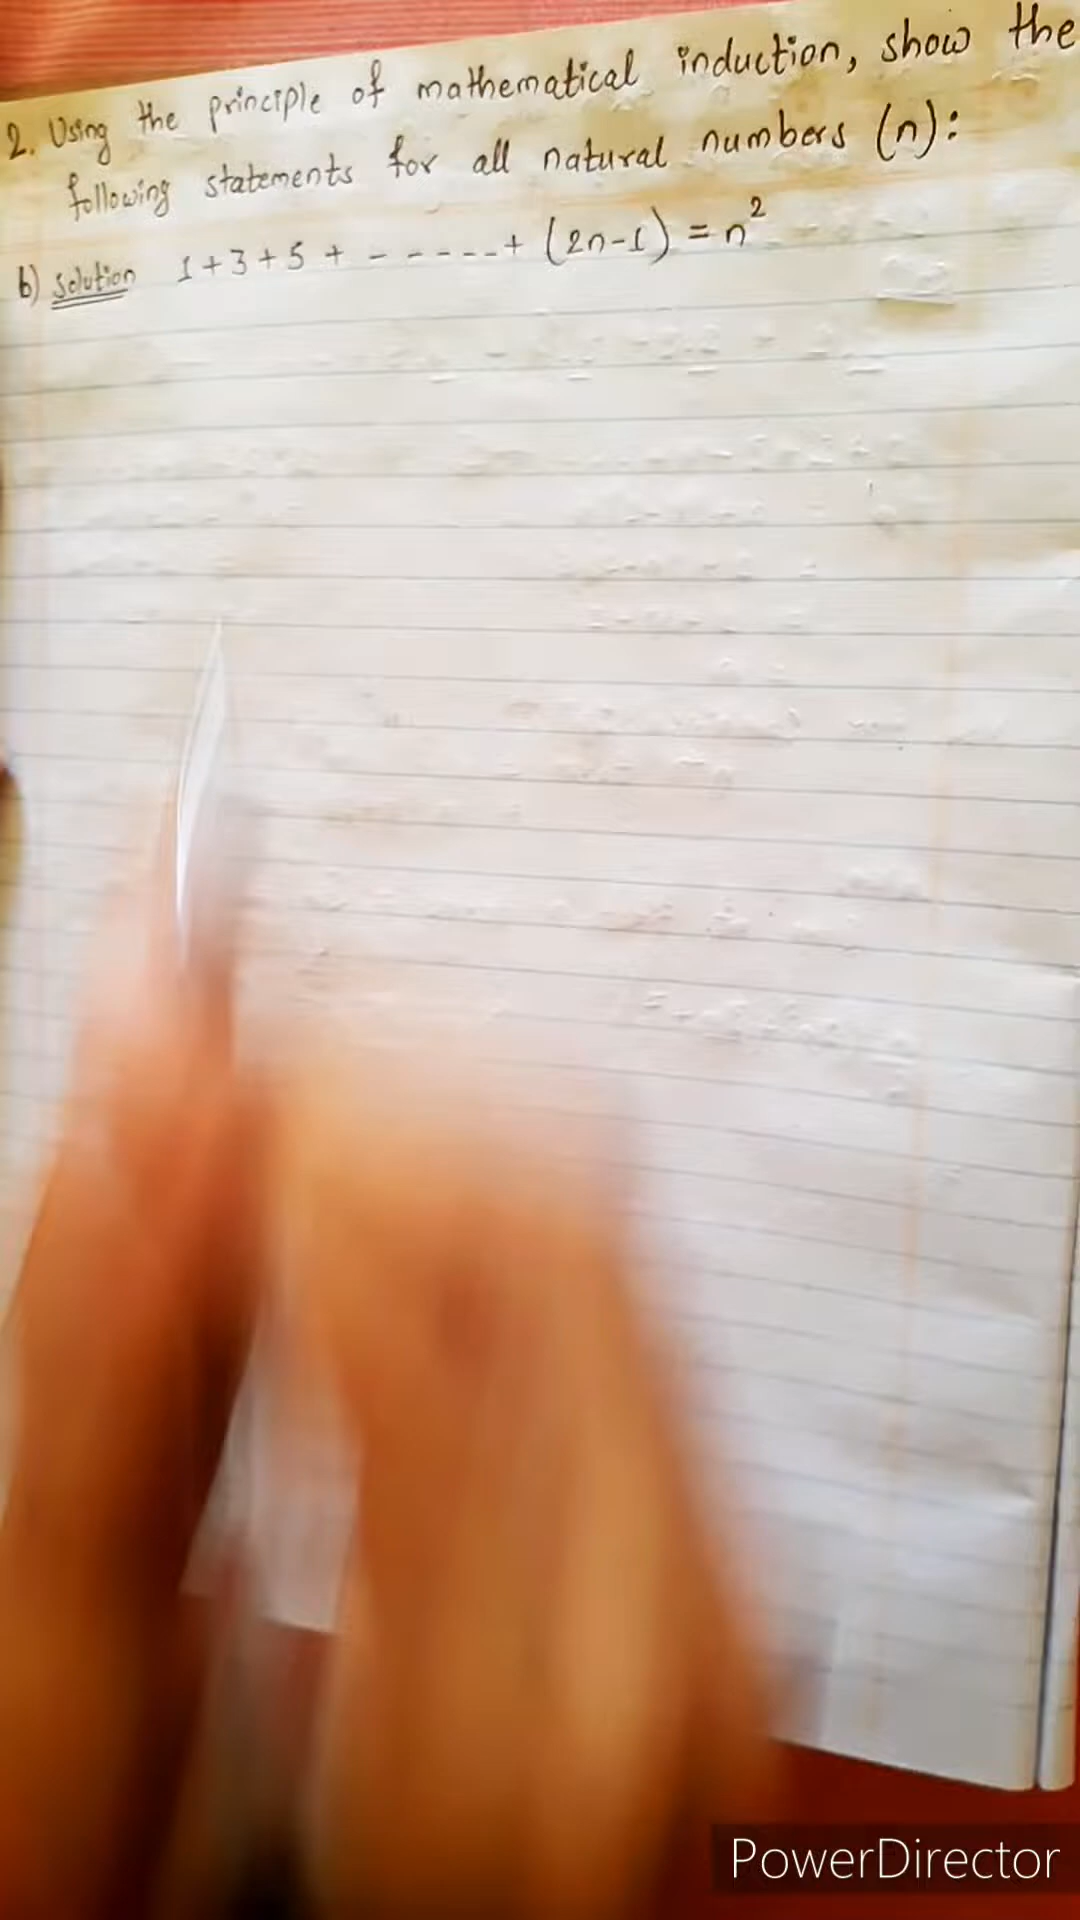 2. Using the principle of mathematical induction, show the
following statements for all natural numbers (n):
b) Solution 1 + 3 + 5 + - - - - - + (2n-1) = n²
PowerDirector